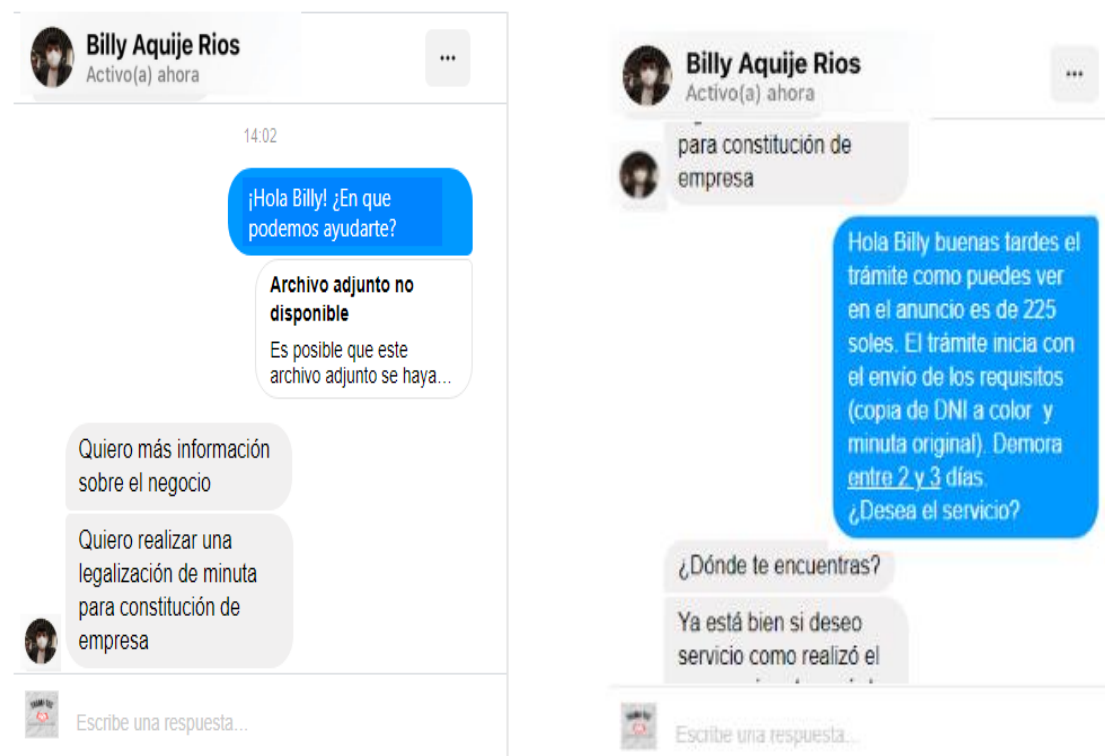 Billy Aquije Rios
Activo(a) ahora
14:02
¡Hola Billy! ¿En que
podemos ayudarte?
Archivo adjunto no
disponible
Es posible que este
archivo adjunto se haya...
Quiero más información
sobre el negocio
Quiero realizar una
legalización de minuta
para constitución de
empresa
Escribe una respuesta...
Billy Aquije Rios
Activo(a) ahora
para constitución de
empresa
Hola Billy buenas tardes el
trámite como puedes ver
en el anuncio es de 225
soles. El trámite inicia con
el envío de los requisitos
(copia de DNI a color y
minuta original). Demora
entre 2 y 3 días.
¿Desea el servicio?
¿Dónde te encuentras?
Ya está bien si deseo
servicio como realizó el
Escribe una respuesta...